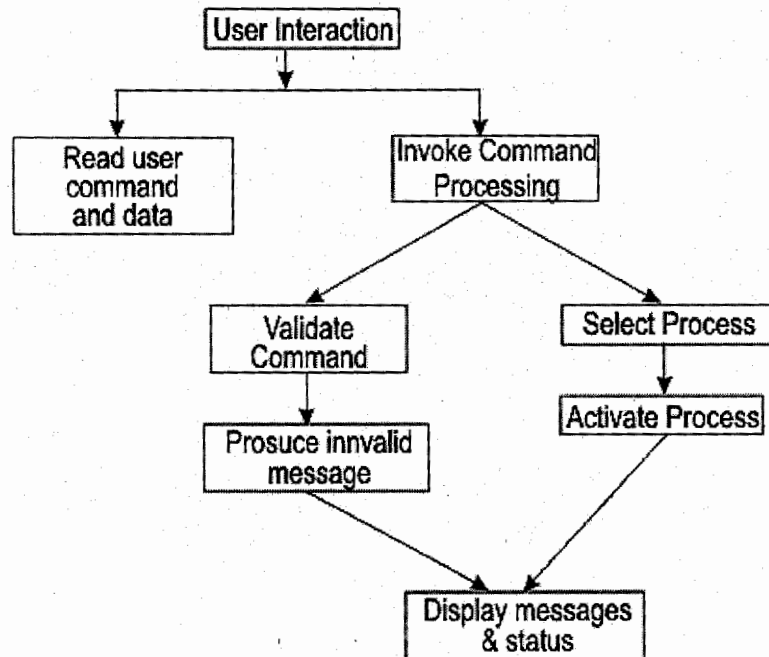 User Interaction
Read user
command
and data
Invoke Command
Processing
Validate
Command
Select Process
Prosuce innvalid
message
Activate Process
Display messages
& status